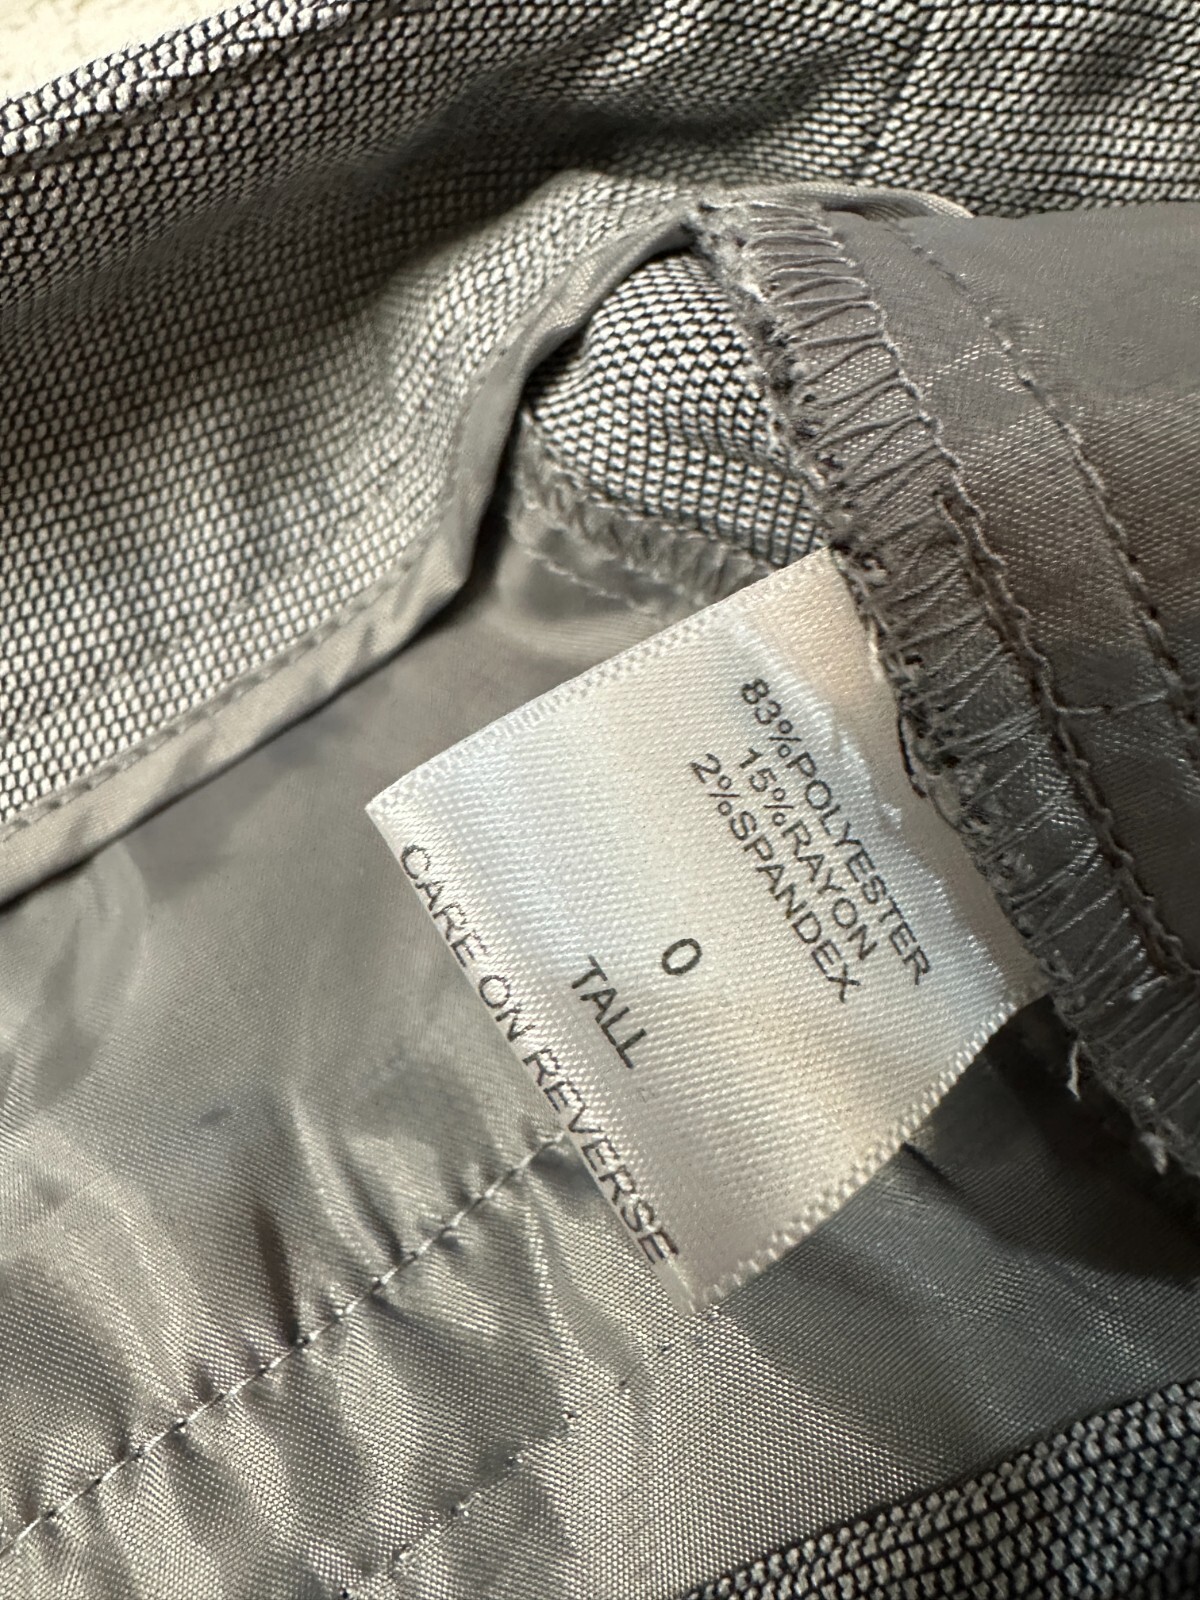 83%POLYESTER
15%RAYON
2%SPANDEX
0
TALL
CARE ON REVERSE